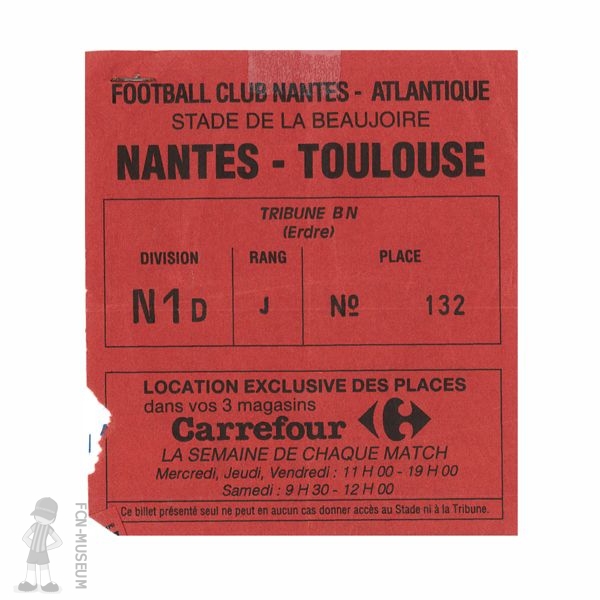 FOOTBALL CLUB NANTES - ATLANTIQUE
STADE DE LA BEAUJOIRE
NANTES - TOULOUSE
TRIBUNE BN
(Erdre)
DIVISION RANG PLACE
N1D J Nº 132
LOCATION EXCLUSIVE DES PLACES
dans vos 3 magasins
Carrefour
LA SEMAINE DE CHAQUE MATCH
Mercredi, Jeudi, Vendredi : 11 H 00 - 19 H 00
Samedi : 9 H 30 - 12 H 00
Ce billet présenté seul ne peut en aucun cas donner accès au Stade ni à la Tribune.
FCN-MUSEUM